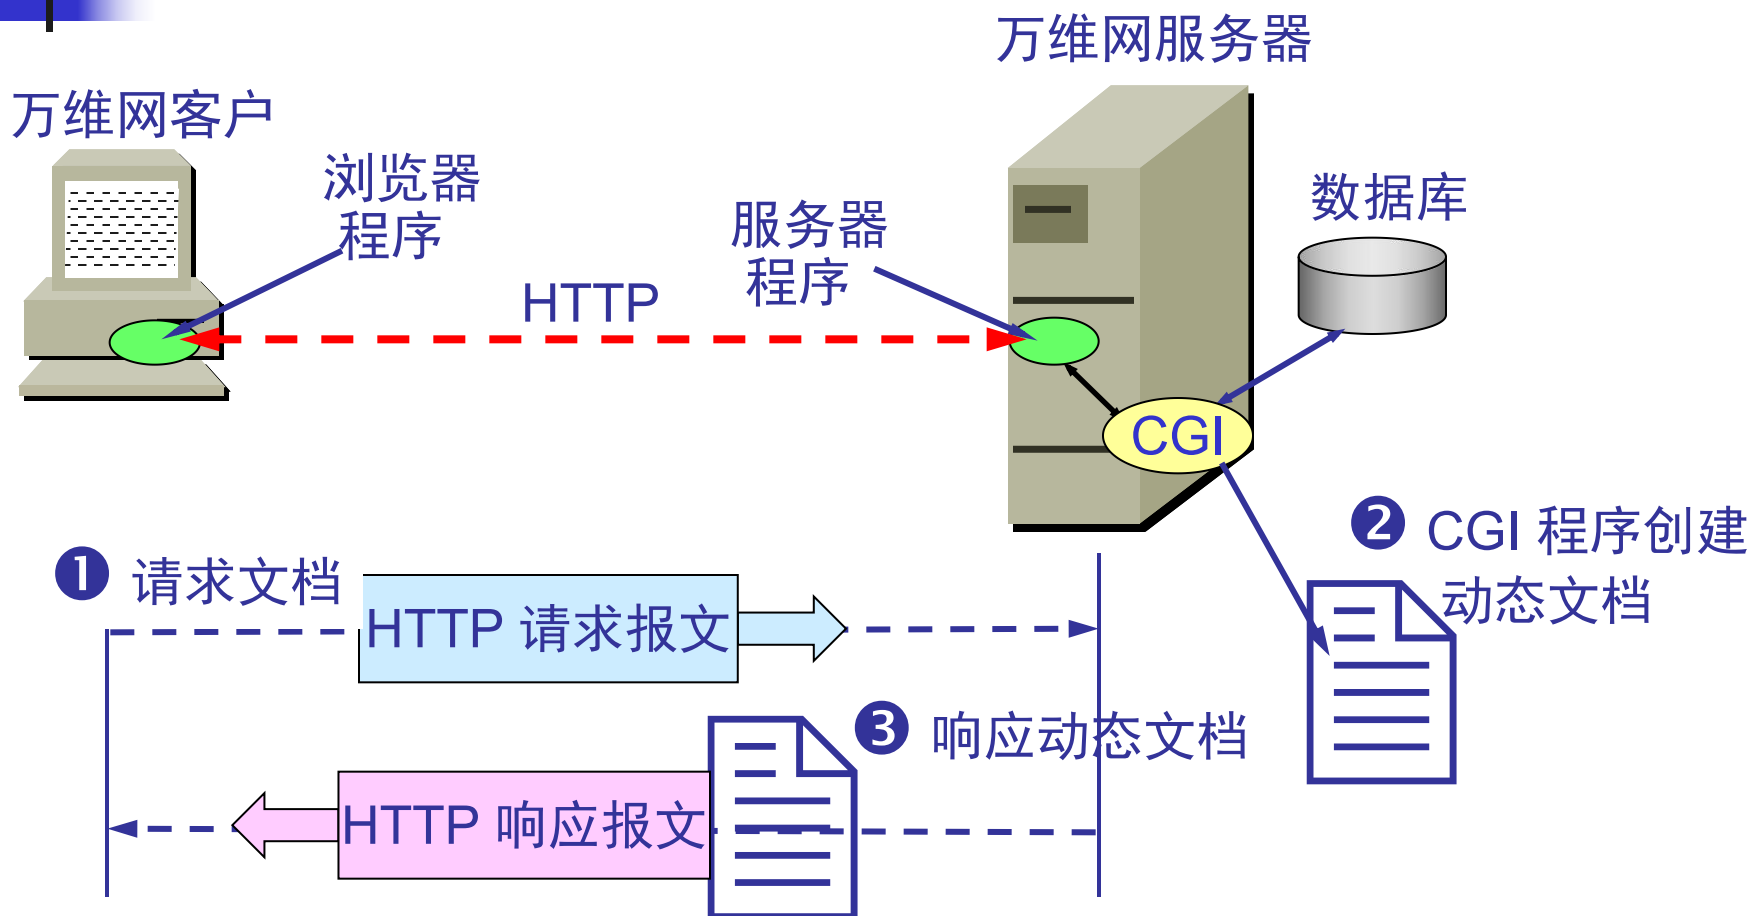 万维网服务器
万维网客户
浏览器
程序
服务器
程序
数据库
HTTP
CGI
❷ CGI 程序创建
动态文档
❶ 请求文档
HTTP 请求报文
❸ 响应动态文档
HTTP 响应报文